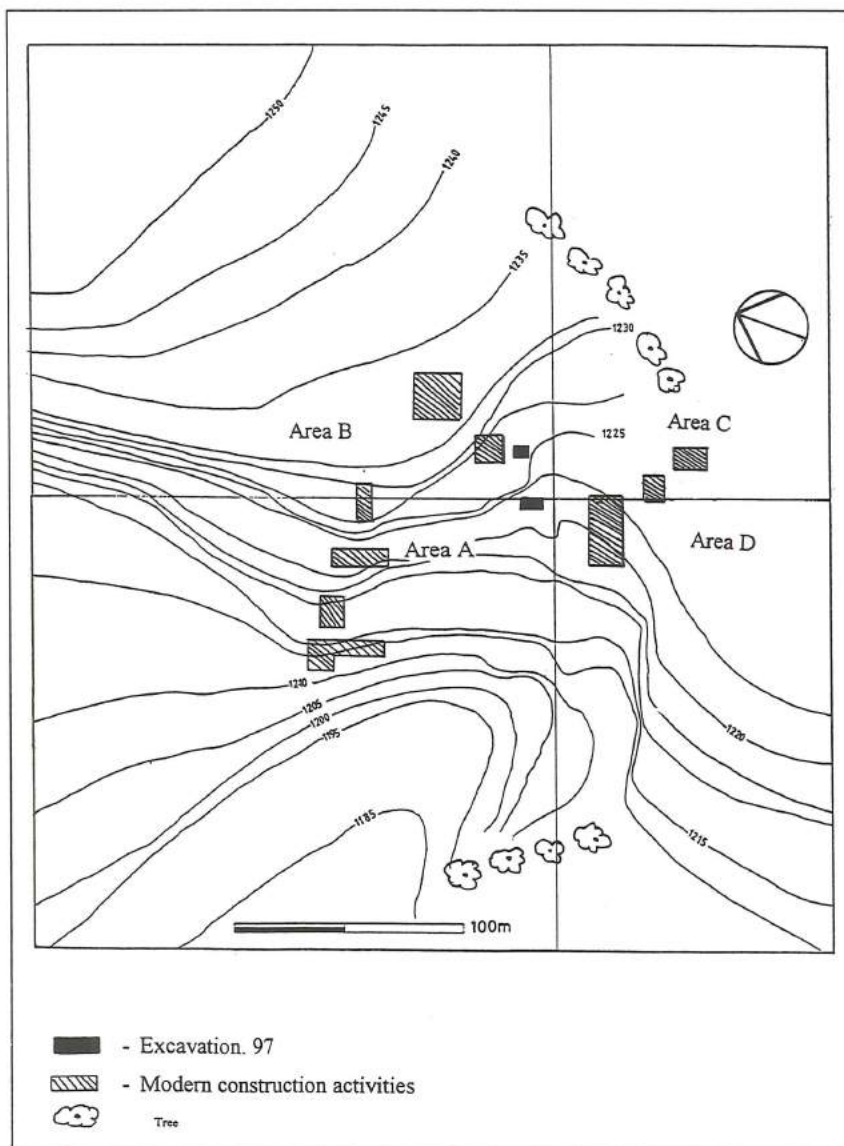 1250
1245
1240
1235
1230
Area B
Area C
1225
Area A
Area D
1210
1205
1200
1195
1220
1185
1215
100m
- Excavation. 97
- Modern construction activities
Tree